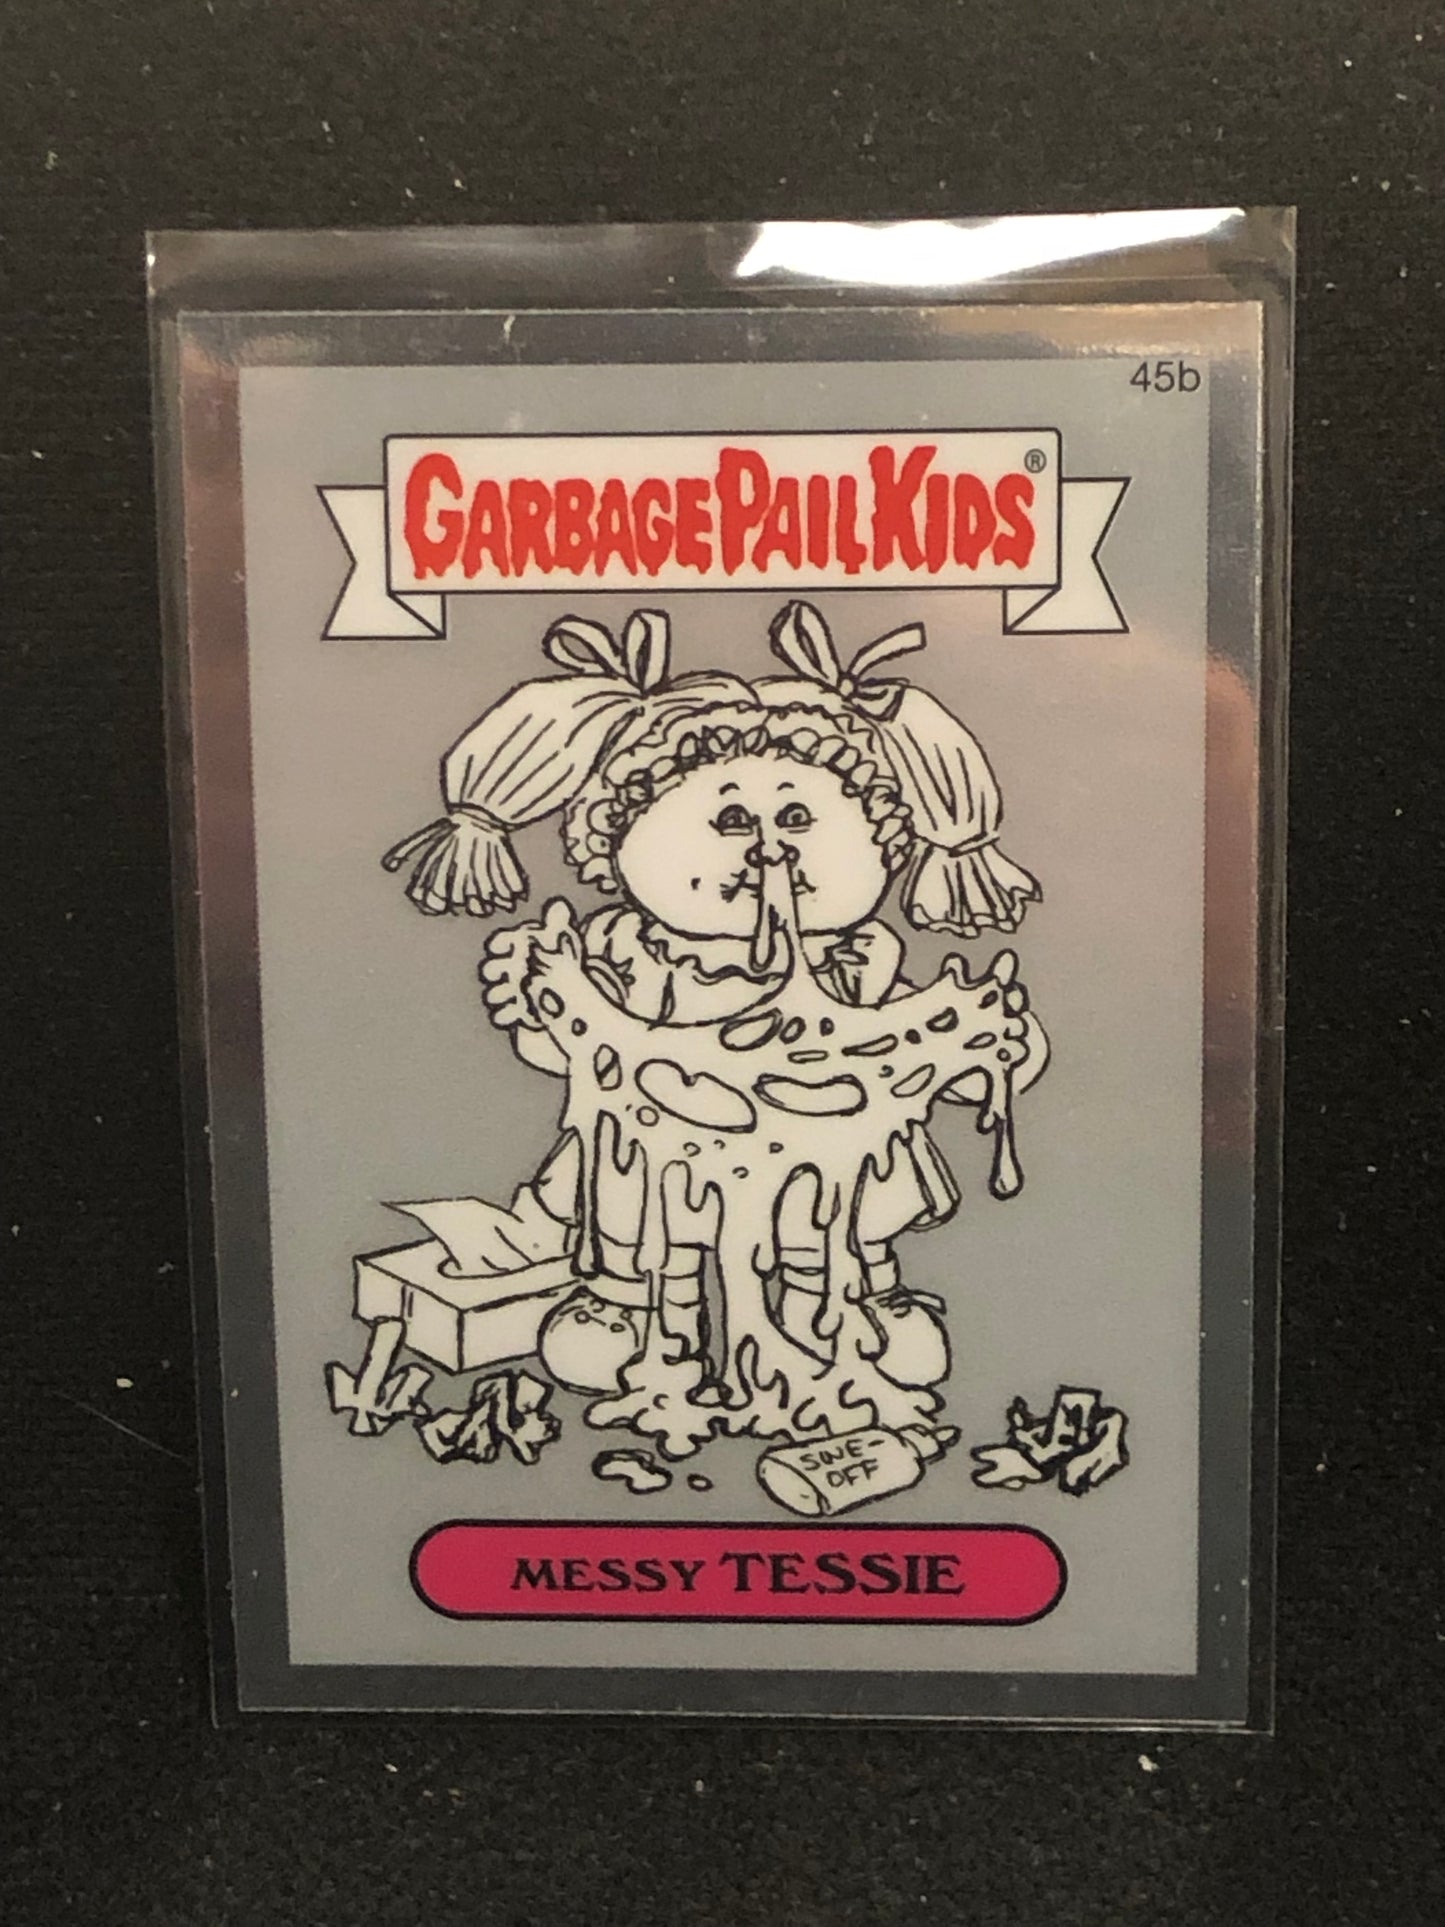 45b
GARBAGE PAIL KIDS®
SNE-
OFF
MESSY TESSIE